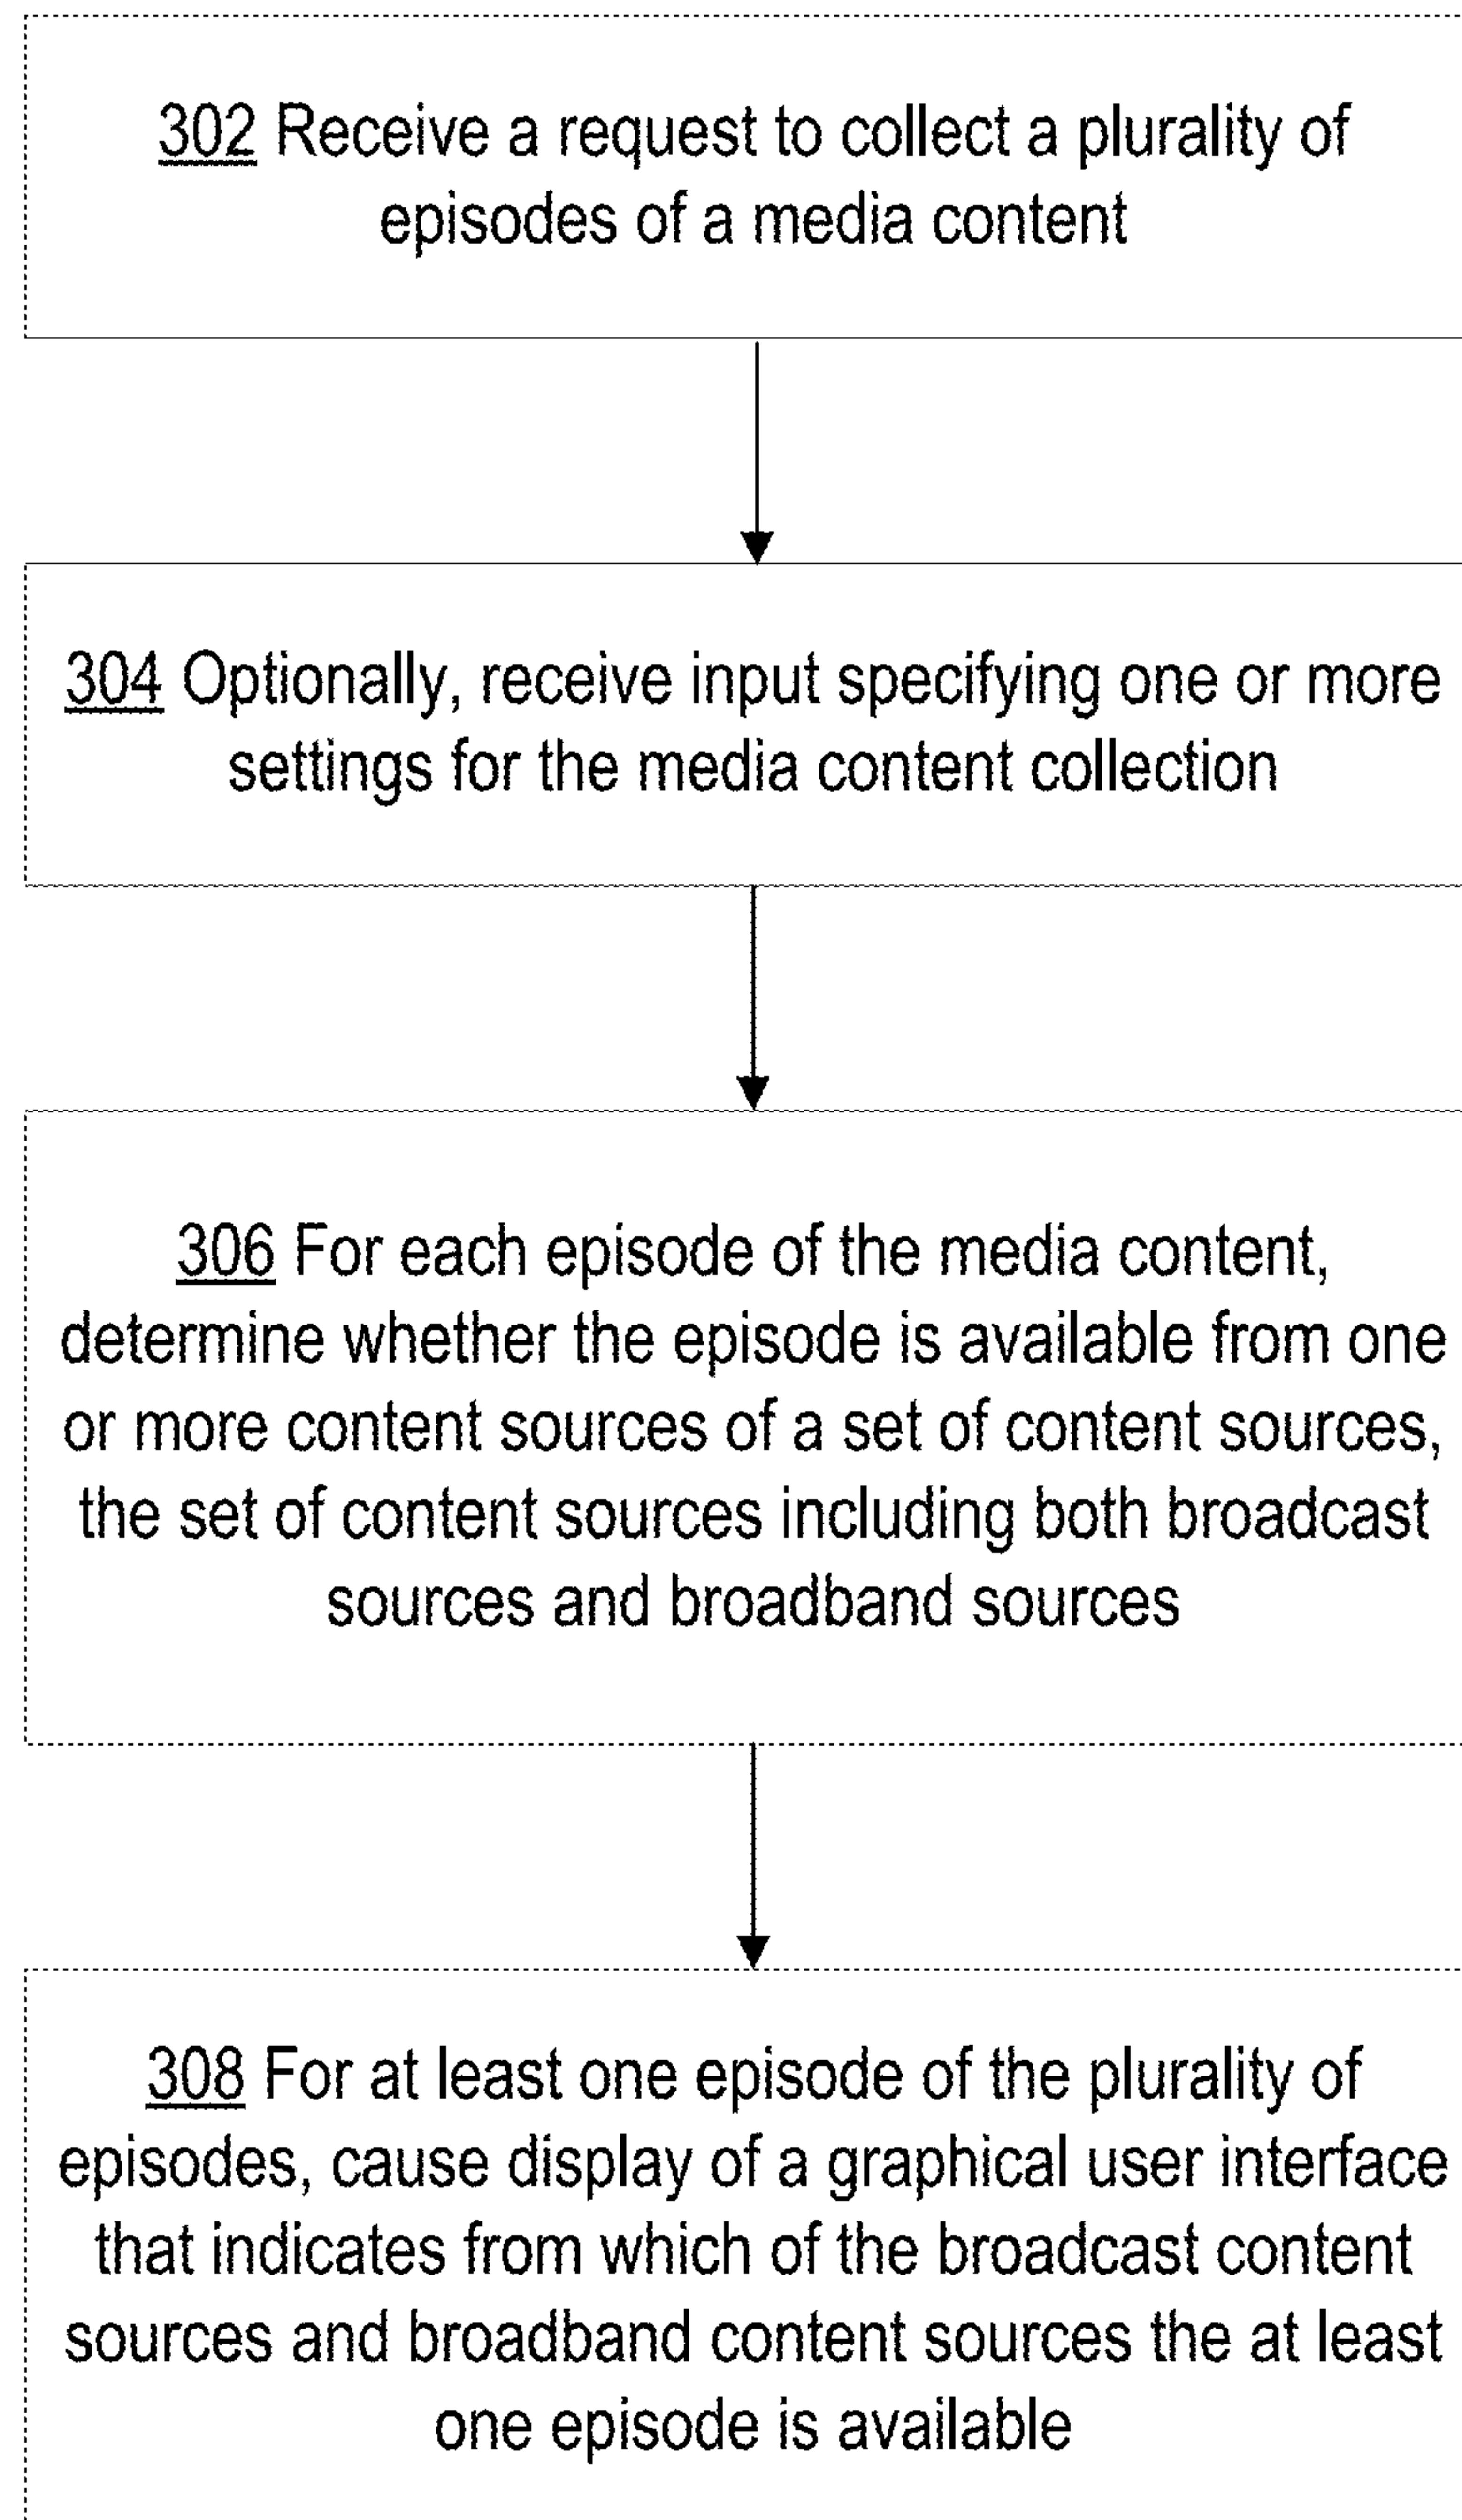 302 Receive a request to collect a plurality of
episodes of a media content
304 Optionally, receive input specifying one or more
settings for the media content collection
306 For each episode of the media content,
determine whether the episode is available from one
or more content sources of a set of content sources,
the set of content sources including both broadcast
sources and broadband sources
308 For at least one episode of the plurality of
episodes, cause display of a graphical user interface
that indicates from which of the broadcast content
sources and broadband content sources the at least
one episode is available